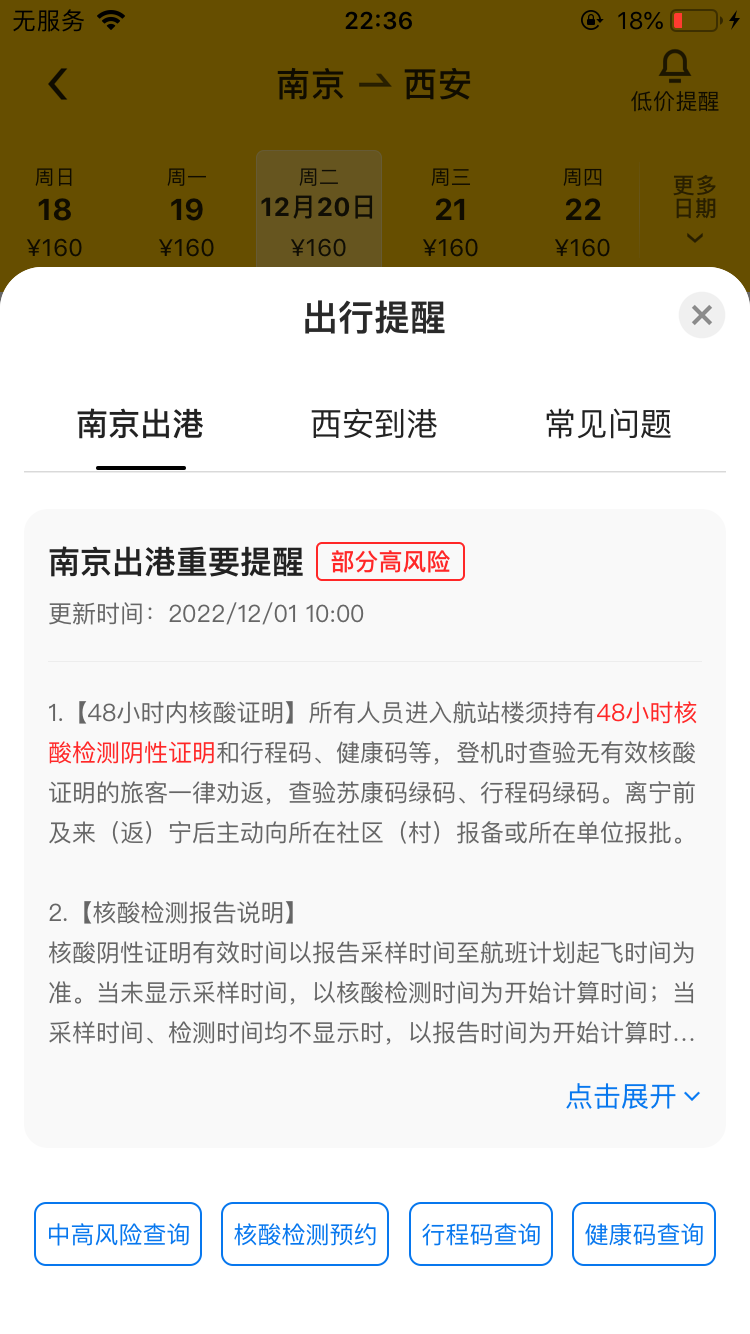 无服务 22:36 18%
南京 西安
低价提醒
周日 周一 周二 周三 周四 更多
18 19 12月20日 21 22 日期
¥160 ¥160 ¥160 ¥160 ¥160
出行提醒
南京出港 西安到港 常见问题
南京出港重要提醒 部分高风险
更新时间：2022/12/01 10:00
1.【48小时内核酸证明】所有人员进入航站楼须持有48小时核
酸检测阴性证明和行程码、健康码等，登机时查验无有效核酸
证明的旅客一律劝返，查验苏康码绿码、行程码绿码。离宁前
及来（返）宁后主动向所在社区（村）报备或所在单位报批。
2.【核酸检测报告说明】
核酸阴性证明有效时间以报告采样时间至航班计划起飞时间为
准。当未显示采样时间，以核酸检测时间为开始计算时间；当
采样时间、检测时间均不显示时，以报告时间为开始计算时...
点击展开
中高风险查询 核酸检测预约 行程码查询 健康码查询